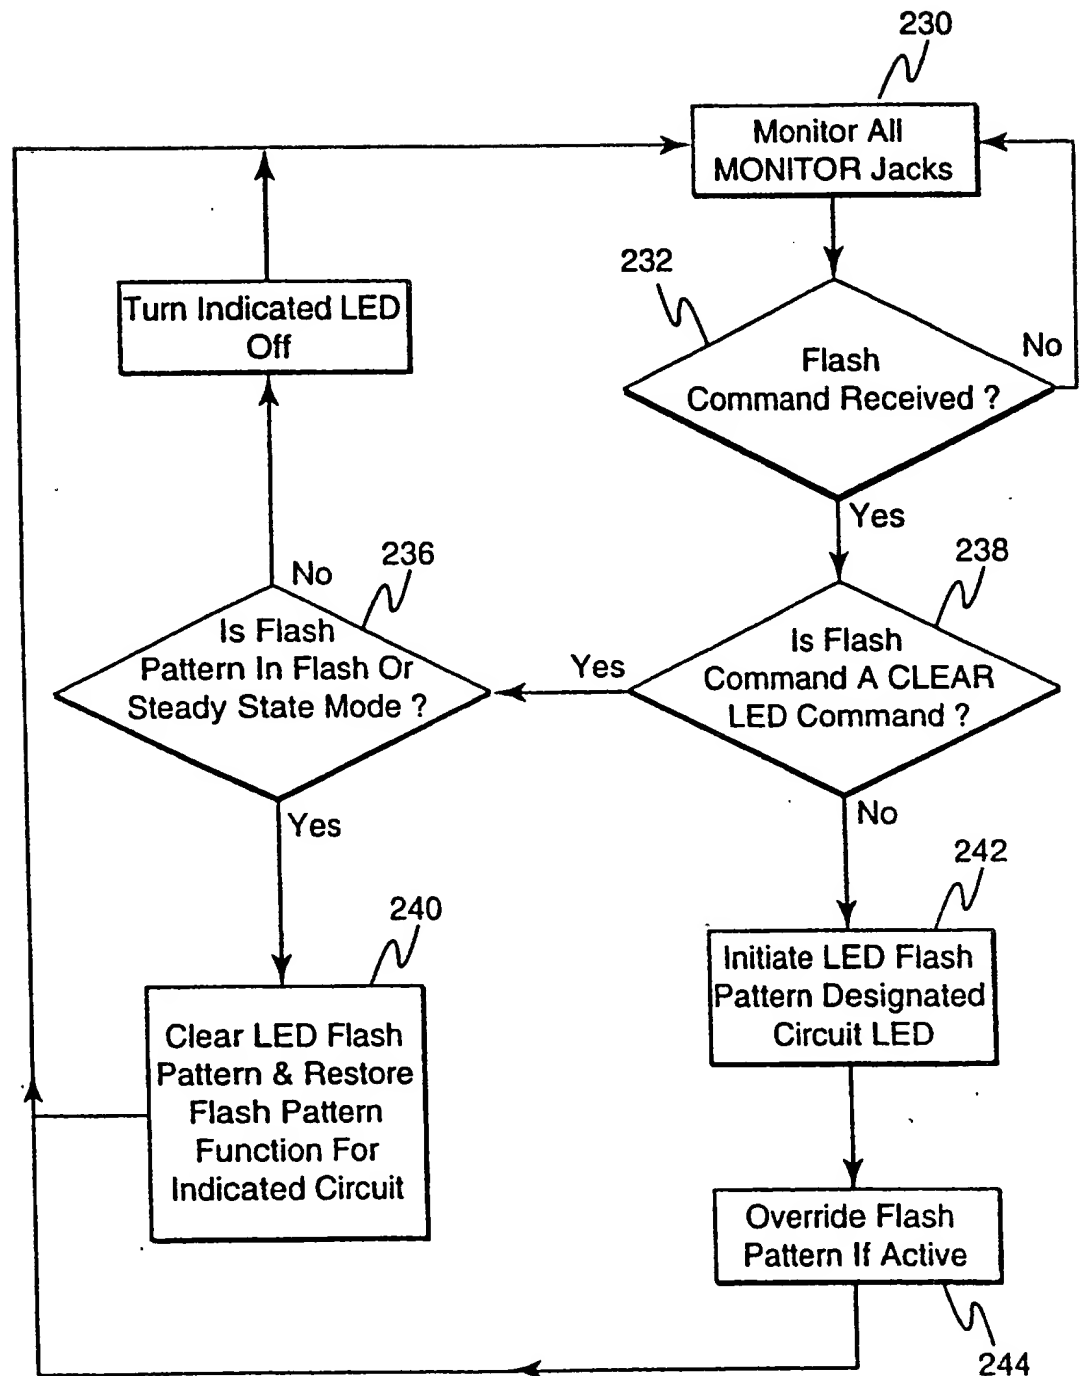 230
Monitor All
MONITOR Jacks
232
Flash
Command Received ?
No
Yes
Turn Indicated LED
Off
236
No
Is Flash
Pattern In Flash Or
Steady State Mode ?
Yes
238
Is Flash
Command A CLEAR
LED Command ?
Yes
No
240
Clear LED Flash
Pattern & Restore
Flash Pattern
Function For
Indicated Circuit
242
Initiate LED Flash
Pattern Designated
Circuit LED
Override Flash
Pattern If Active
244